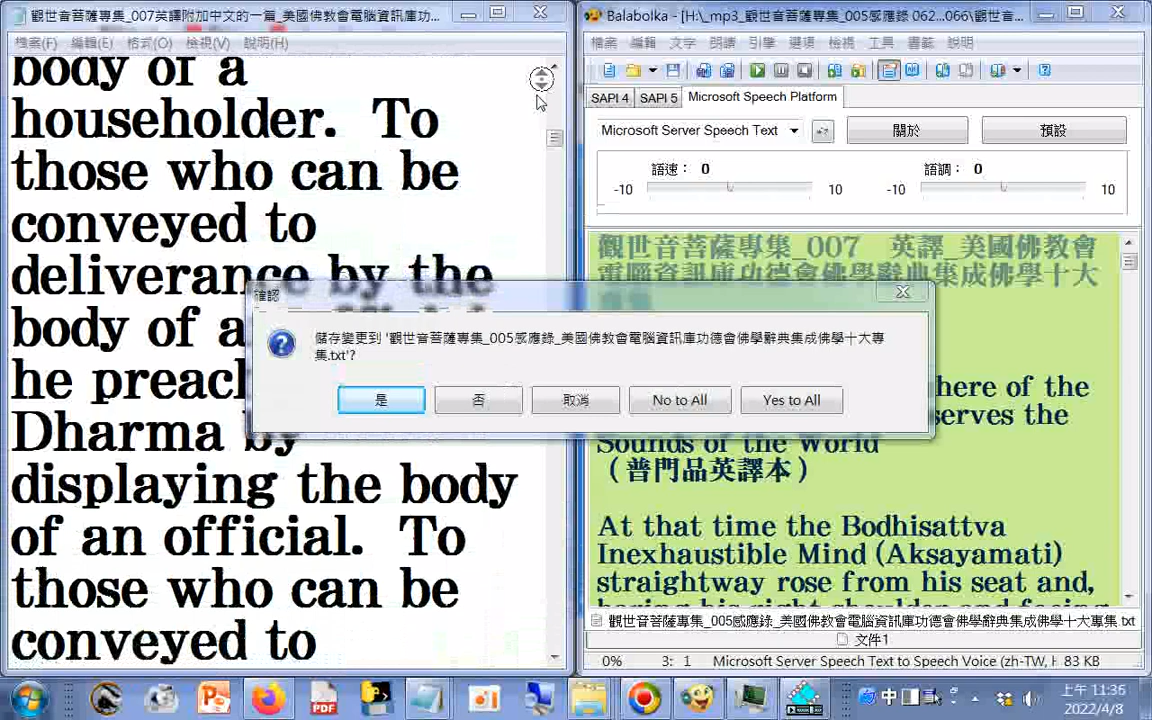 觀世音菩薩專集_007英譯附加中文的一篇_美國佛教會電腦資訊庫功...
檔案(F) 編輯(E) 格式(O) 檢視(V) 說明(H)
body of a
householder. To
those who can be
conveyed to
deliverance by the
body of a
he preach
Dharma by
displaying the body
of an official. To
those who can be
conveyed to
Balabolka - [H:\_mp3_觀世音菩薩專集_005感應錄 062...066\觀世音...
檔案 編輯 文字 朗讀 引擎 選項 檢視 工具 書籤 說明
SAPI 4 SAPI 5 Microsoft Speech Platform
Microsoft Server Speech Text 關於 預設
語速： 0 語調： 0
-10 10 -10 10
觀世音菩薩專集_007 英譯_美國佛教會
電腦資訊庫功德會佛學辭典集成佛學十大
確認
儲存變更到 '觀世音菩薩專集_005感應錄_美國佛教會電腦資訊庫功德會佛學辭典集成佛學十大專
集.txt'?
是 否 取消 No to All Yes to All
here of the
serves the
Sounds of the World
（普門品英譯本）
At that time the Bodhisattva
Inexhaustible Mind (Aksayamati)
straightway rose from his seat and,
baring his right shoulder and facing
觀世音菩薩專集_005感應錄_美國佛教會電腦資訊庫功德會佛學辭典集成佛學十大專集.txt
文件1
0% 3: 1 Microsoft Server Speech Text to Speech Voice (zh-TW, H 83 KB
中
上午 11:36
2022/4/8